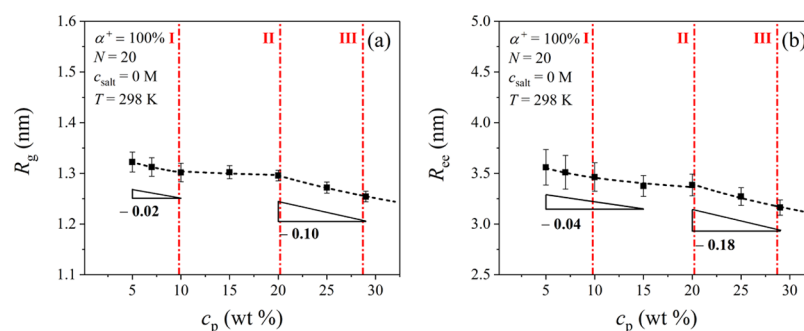 α⁺ = 100%
N = 20
c_salt = 0 M
T = 298 K
I
II
III
(a)
1.6
1.5
1.4
1.3
1.2
1.1
R_g (nm)
– 0.02
– 0.10
5
10
15
20
25
30
c_p (wt %)
α⁺ = 100%
N = 20
c_salt = 0 M
T = 298 K
I
II
III
(b)
5.0
4.5
4.0
3.5
3.0
2.5
R_ee (nm)
– 0.04
– 0.18
5
10
15
20
25
30
c_p (wt %)